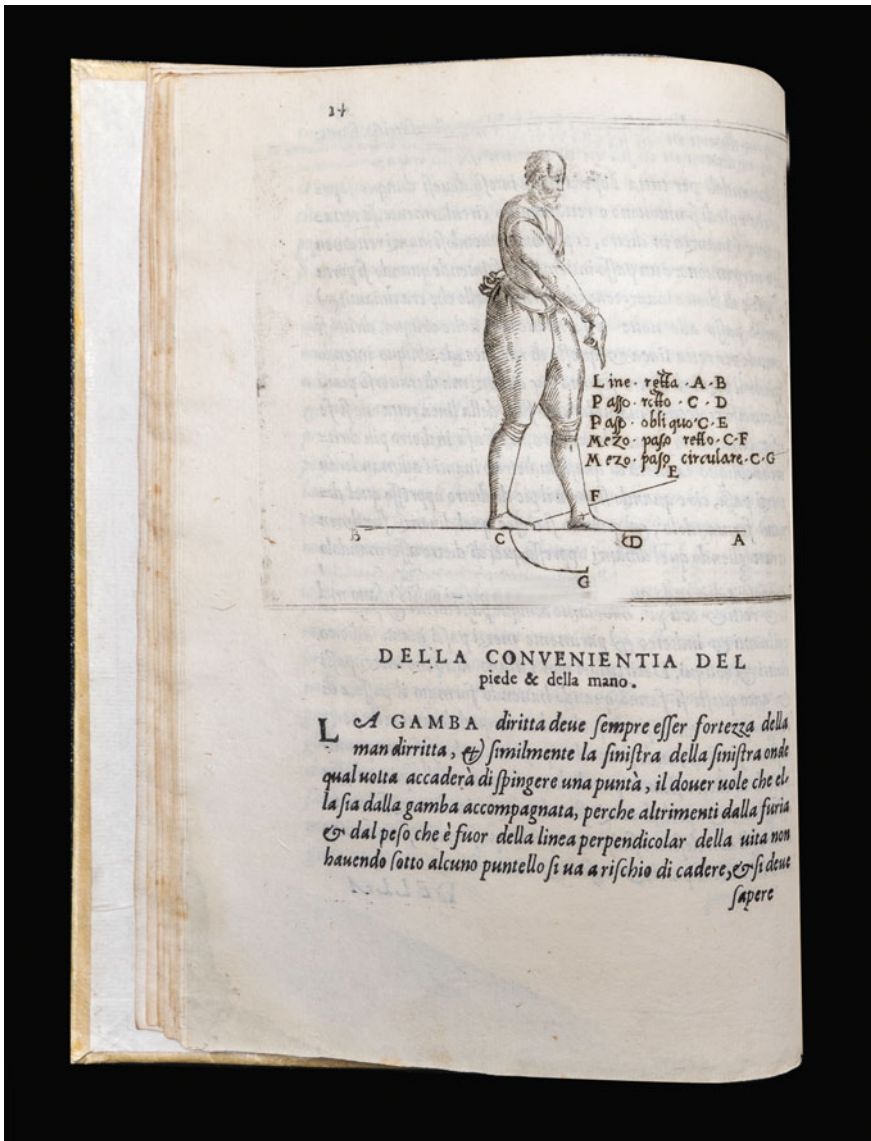 14
Line · retta · A · B
Passo · retto · C · D
Passo · obliquo · C · E
Mezo · passo retto · C · F
Mezo · paso circulare · C · G
E
F
B C D A
G
DELLA CONVENIENTIA DEL
piede & della mano.
LA GAMBA diritta deue ſempre eſſer fortezza della
man dirritta, & ſimilmente la ſiniſtra della ſiniſtra onde
qual uolta accaderà di ſpingere una puntà, il douer uole che el-
la ſia dalla gamba accompagnata, perche altrimenti dalla furia
& dal peſo che è fuor della linea perpendicolar della uita non
hauendo ſotto alcuno puntello ſi ua a riſchio di cadere, & ſi deue
ſapere